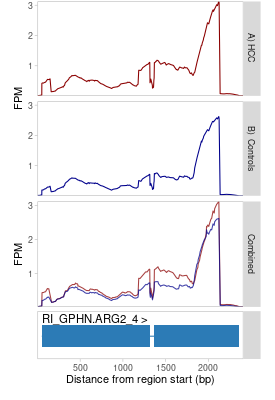 3
2
1
FPM
A) HCC
3
2
1
B) Controls
3
2
1
FPM
Combined
RI_GPHN.ARG2_4 >
500 1000 1500 2000
Distance from region start (bp)